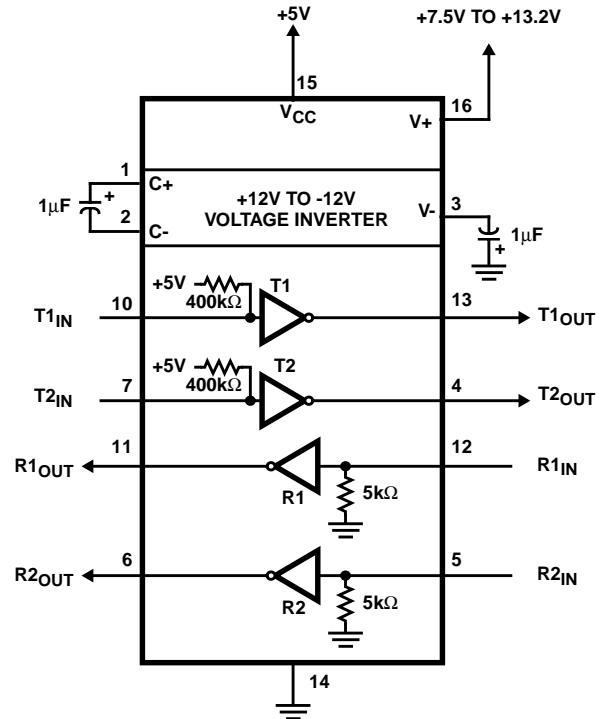 +5V
+7.5V TO +13.2V
15
16
VCC
V+
1
C+
1μF
+
2
C-
+12V TO -12V
VOLTAGE INVERTER
V-
3
1μF
+
+5V
400kΩ
T1
T1IN
10
13
T1OUT
+5V
400kΩ
T2
T2IN
7
4
T2OUT
R1OUT
11
R1
12
R1IN
5kΩ
R2OUT
6
R2
5
R2IN
5kΩ
14